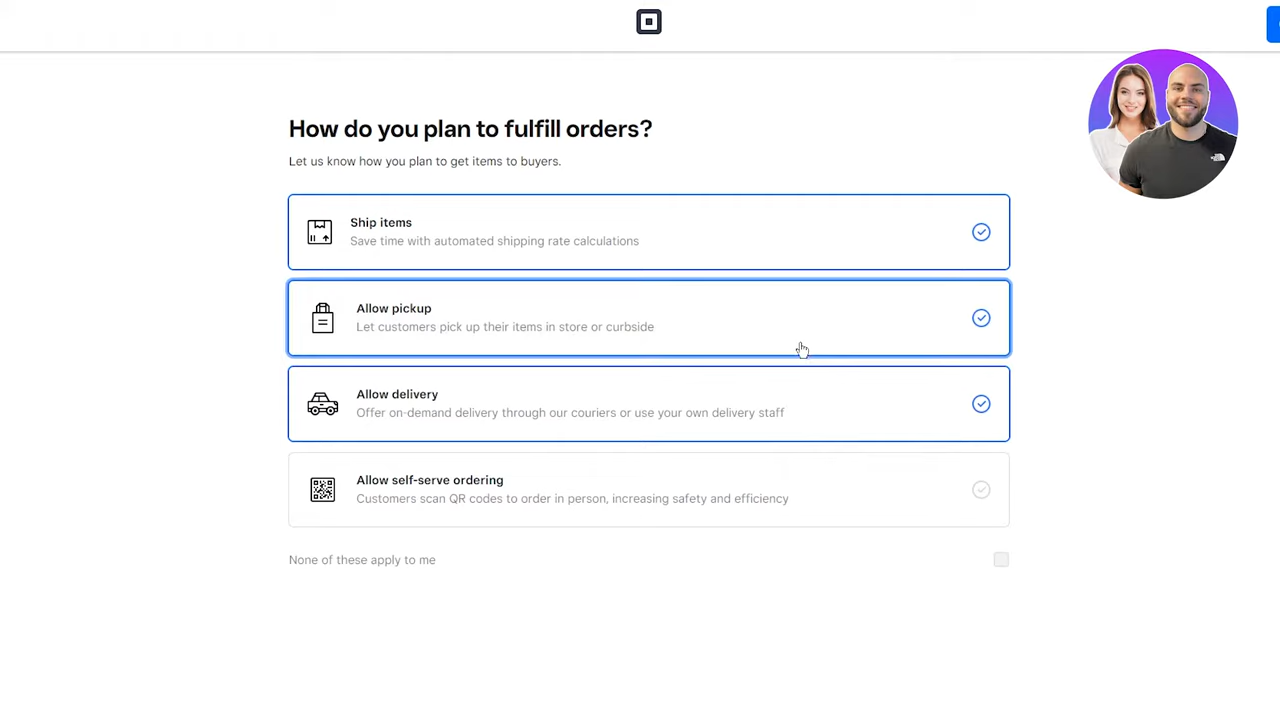 How do you plan to fulfill orders?
Let us know how you plan to get items to buyers.
Ship items
Save time with automated shipping rate calculations
Allow pickup
Let customers pick up their items in store or curbside
Allow delivery
Offer on-demand delivery through our couriers or use your own delivery staff
Allow self-serve ordering
Customers scan QR codes to order in person, increasing safety and efficiency
None of these apply to me